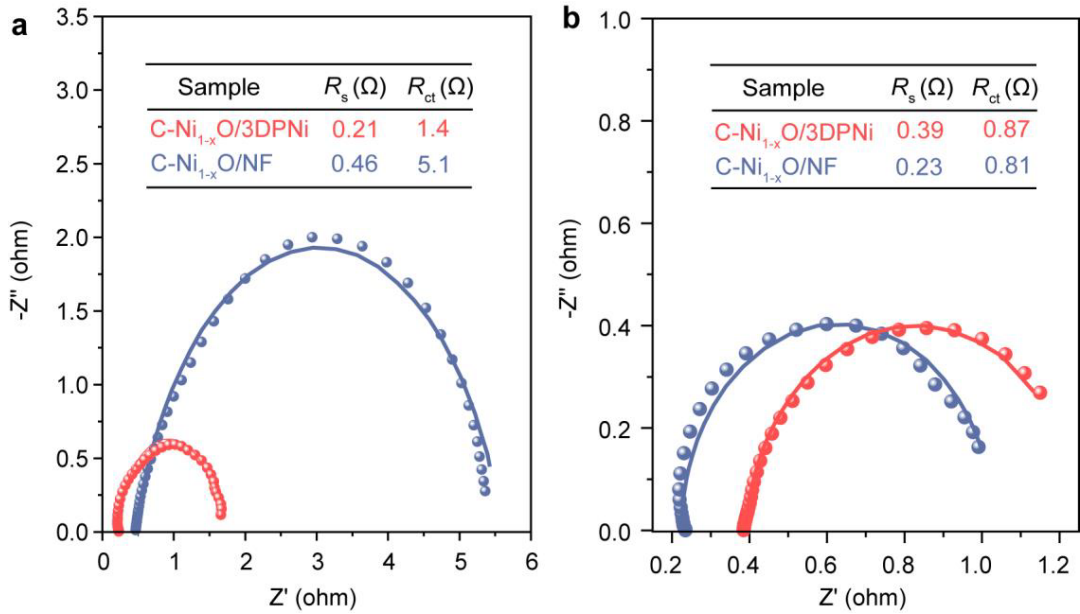 a
3.5
3.0
2.5
2.0
1.5
1.0
0.5
0.0
-Z" (ohm)
Sample Rs (Ω) Rct (Ω)
C-Ni1-xO/3DPNi 0.21 1.4
C-Ni1-xO/NF 0.46 5.1
0 1 2 3 4 5 6
Z' (ohm)
b
1.0
0.8
0.6
0.4
0.2
0.0
-Z" (ohm)
Sample Rs (Ω) Rct (Ω)
C-Ni1-xO/3DPNi 0.39 0.87
C-Ni1-xO/NF 0.23 0.81
0.2 0.4 0.6 0.8 1.0 1.2
Z' (ohm)